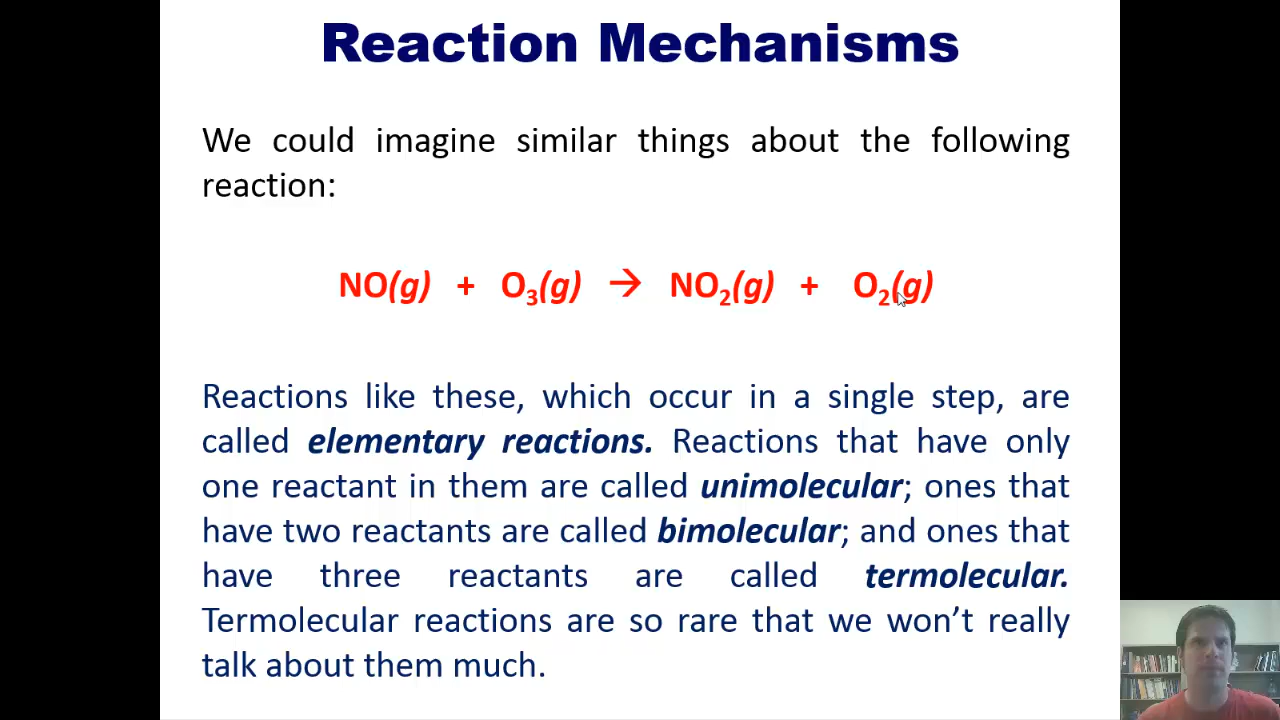 Reaction Mechanisms
We could imagine similar things about the following
reaction:
NO(g) + O₃(g) → NO₂(g) + O₂(g)
Reactions like these, which occur in a single step, are
called elementary reactions. Reactions that have only
one reactant in them are called unimolecular; ones that
have two reactants are called bimolecular; and ones that
have three reactants are called termolecular.
Termolecular reactions are so rare that we won't really
talk about them much.